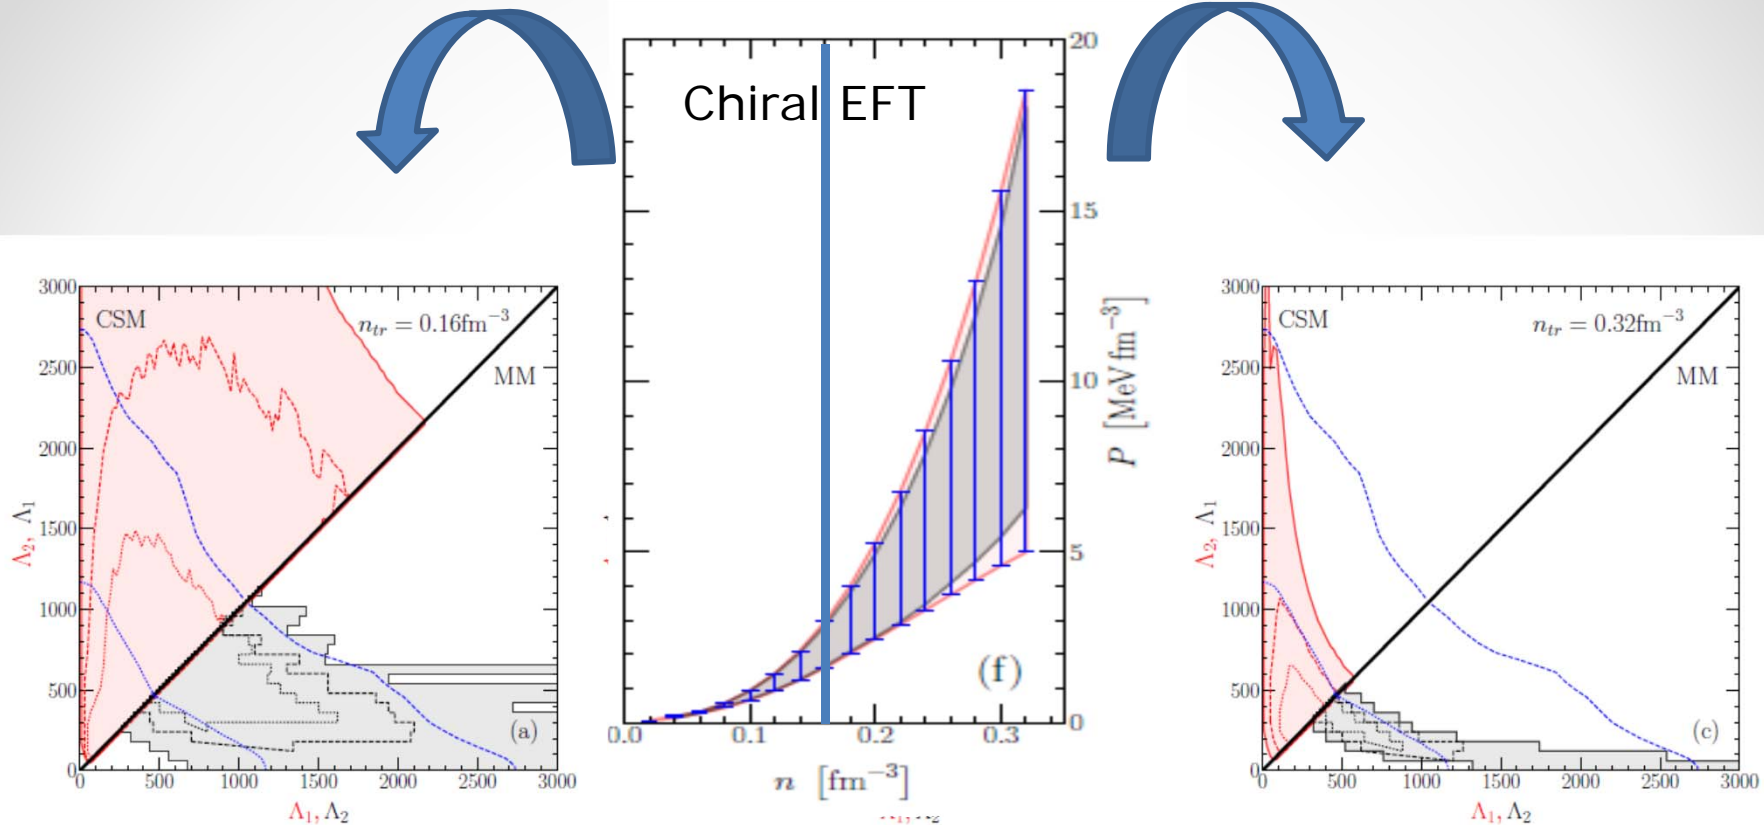 Chiral EFT
20
15
10
5
0
P [MeV fm⁻³]
(f)
0.0 0.1 0.2 0.3
n [fm⁻³]
3000
2500
2000
1500
1000
500
0
Λ₂, Λ₁
CSM
n_tr = 0.16fm⁻³
MM
(a)
0 500 1000 1500 2000 2500 3000
Λ₁, Λ₂
3000
2500
2000
1500
1000
500
0
Λ₂, Λ₁
CSM
n_tr = 0.32fm⁻³
MM
(c)
0 500 1000 1500 2000 2500 3000
Λ₁, Λ₂